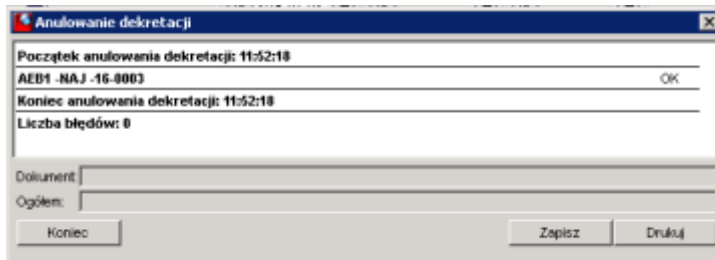 Anulowanie dekretacji
Początek anulowania dekretacji: 11:52:18
AEB1 -NAJ -16-0003 OK
Koniec anulowania dekretacji: 11:52:18
Liczba błędów: 0
Dokument:
Ogółem:
Koniec Zapisz Drukuj